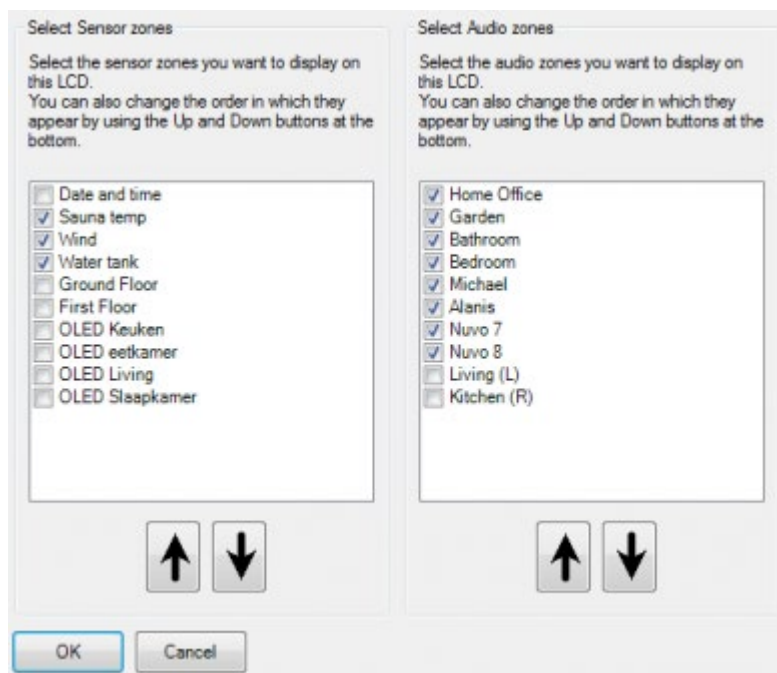 Select Sensor zones
Select the sensor zones you want to display on
this LCD.
You can also change the order in which they
appear by using the Up and Down buttons at the
bottom.
Date and time
Sauna temp
Wind
Water tank
Ground Floor
First Floor
OLED Keuken
OLED eetkamer
OLED Living
OLED Slaapkamer
Select Audio zones
Select the audio zones you want to display on
this LCD.
You can also change the order in which they
appear by using the Up and Down buttons at the
bottom.
Home Office
Garden
Bathroom
Bedroom
Michael
Alanis
Nuvo 7
Nuvo 8
Living (L)
Kitchen (R)
OK
Cancel